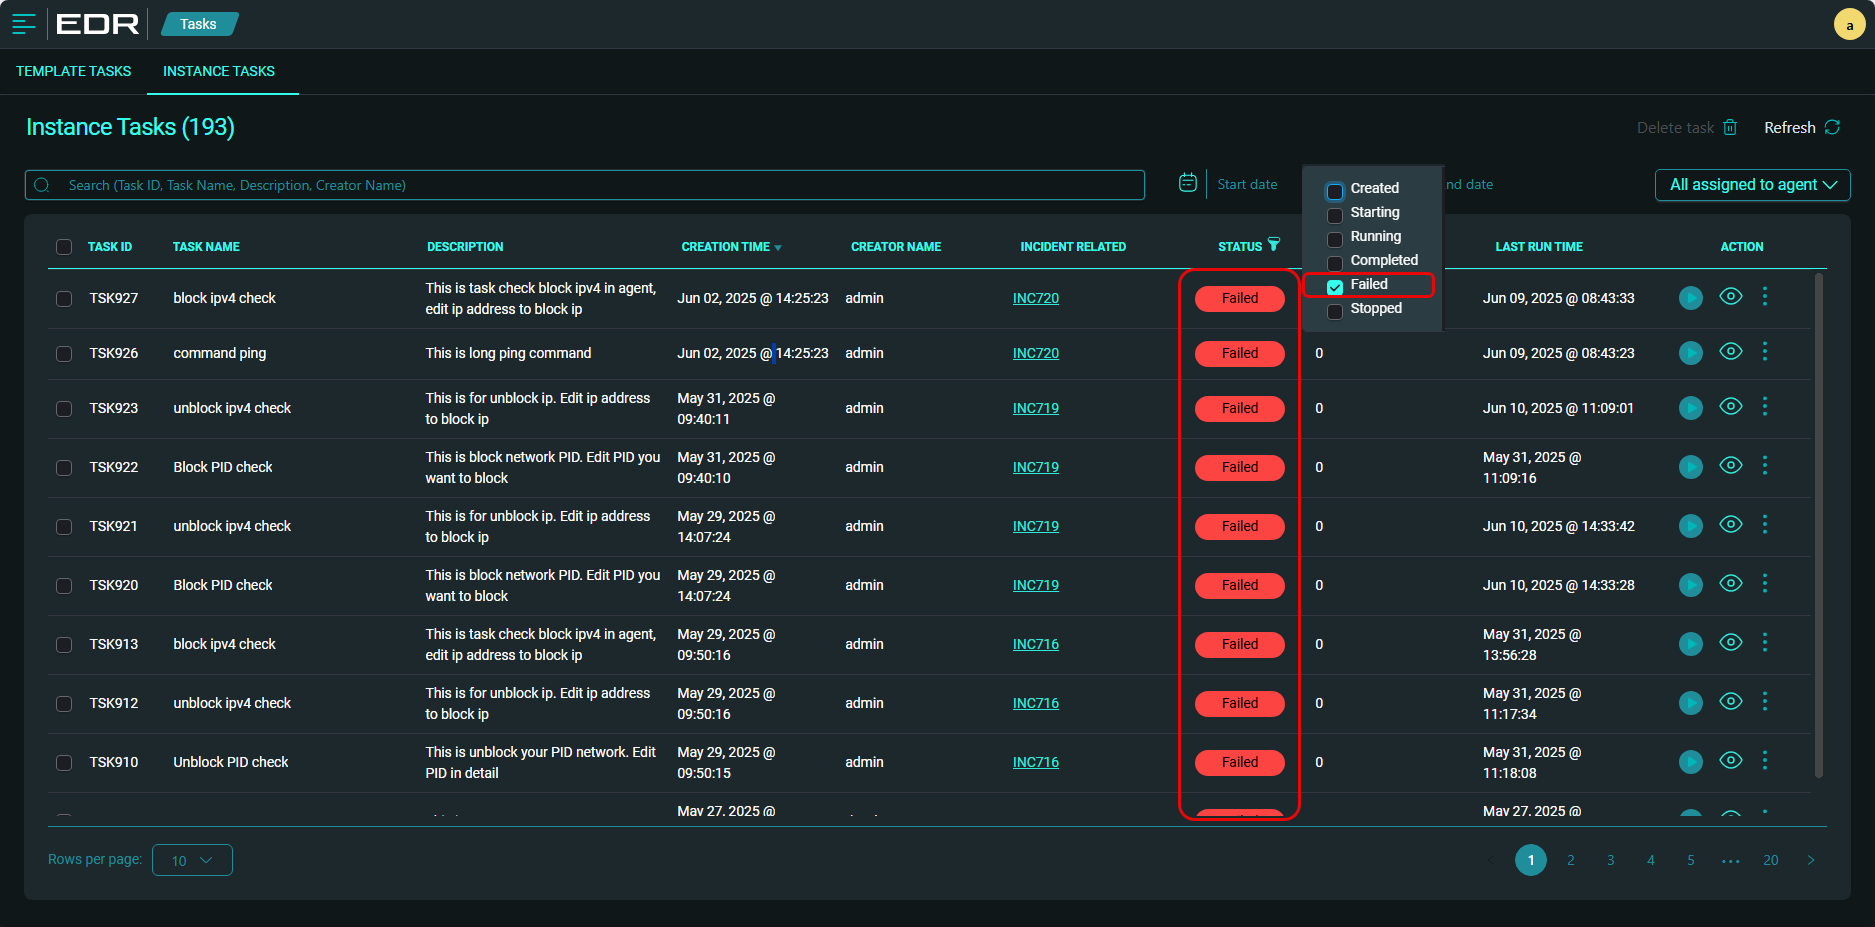 EDR
Tasks
a
TEMPLATE TASKS
INSTANCE TASKS
Instance Tasks (193)
Delete task
Refresh
Search (Task ID, Task Name, Description, Creator Name)
Start date
nd date
All assigned to agent
Created
Starting
Running
Completed
Failed
Stopped
TASK ID TASK NAME DESCRIPTION CREATION TIME CREATOR NAME INCIDENT RELATED STATUS LAST RUN TIME ACTION
TSK927 block ipv4 check This is task check block ipv4 in agent, Jun 02, 2025 @ 14:25:23 admin INC720 Failed Jun 09, 2025 @ 08:43:33
edit ip address to block ip
TSK926 command ping This is long ping command Jun 02, 2025 @ 14:25:23 admin INC720 Failed 0 Jun 09, 2025 @ 08:43:23
TSK923 unblock ipv4 check This is for unblock ip. Edit ip address May 31, 2025 @ admin INC719 Failed 0 Jun 10, 2025 @ 11:09:01
to block ip 09:40:11
TSK922 Block PID check This is block network PID. Edit PID you May 31, 2025 @ admin INC719 Failed 0 May 31, 2025 @
want to block 09:40:10 11:09:16
TSK921 unblock ipv4 check This is for unblock ip. Edit ip address May 29, 2025 @ admin INC719 Failed 0 Jun 10, 2025 @ 14:33:42
to block ip 14:07:24
TSK920 Block PID check This is block network PID. Edit PID you May 29, 2025 @ admin INC719 Failed 0 Jun 10, 2025 @ 14:33:28
want to block 14:07:24
TSK913 block ipv4 check This is task check block ipv4 in agent, May 29, 2025 @ admin INC716 Failed 0 May 31, 2025 @
edit ip address to block ip 09:50:16 13:56:28
TSK912 unblock ipv4 check This is for unblock ip. Edit ip address May 29, 2025 @ admin INC716 Failed 0 May 31, 2025 @
to block ip 09:50:16 11:17:34
TSK910 Unblock PID check This is unblock your PID network. Edit May 29, 2025 @ admin INC716 Failed 0 May 31, 2025 @
PID in detail 09:50:15 11:18:08
May 27, 2025 @ May 27, 2025 @
Rows per page: 10
1 2 3 4 5 ••• 20 >